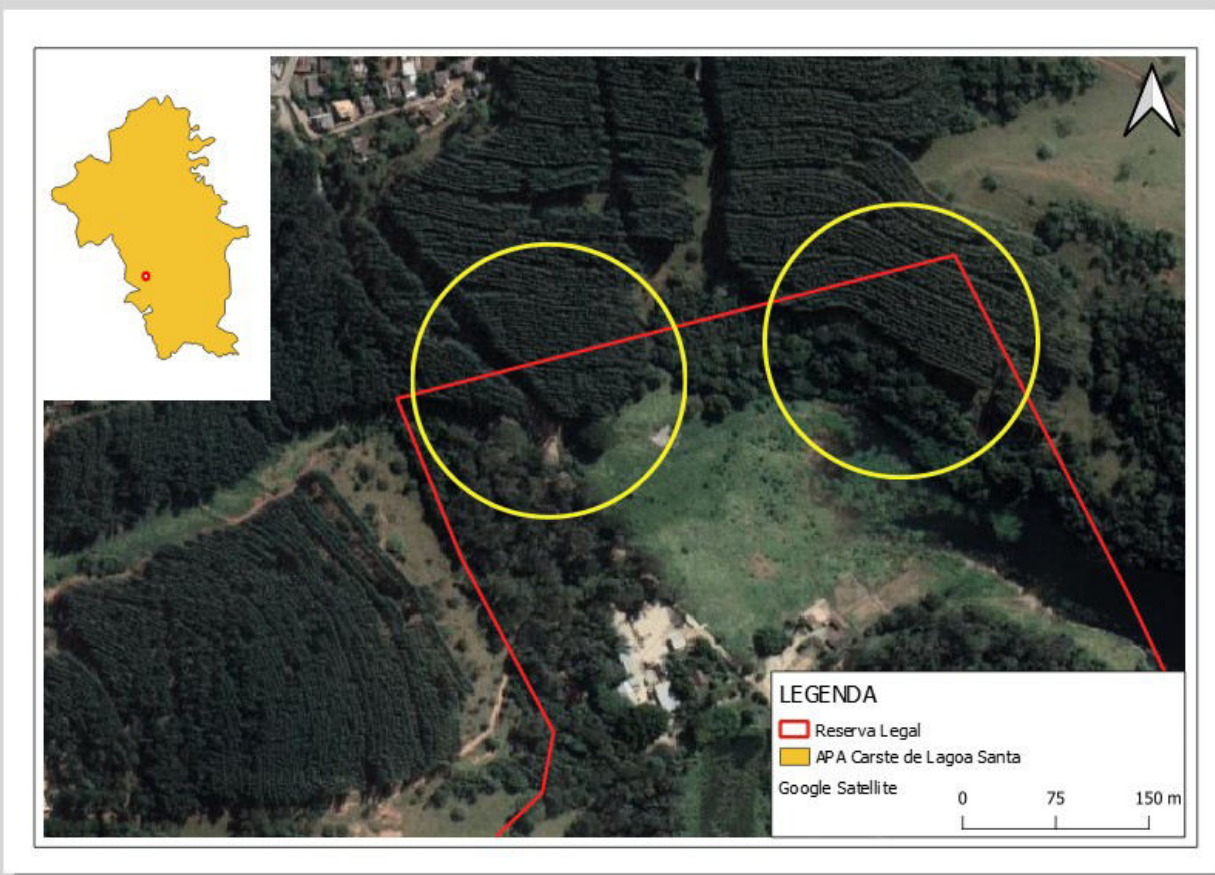 LEGENDA
Reserva Legal
APA Carste de Lagoa Santa
Google Satellite
0 75 150 m